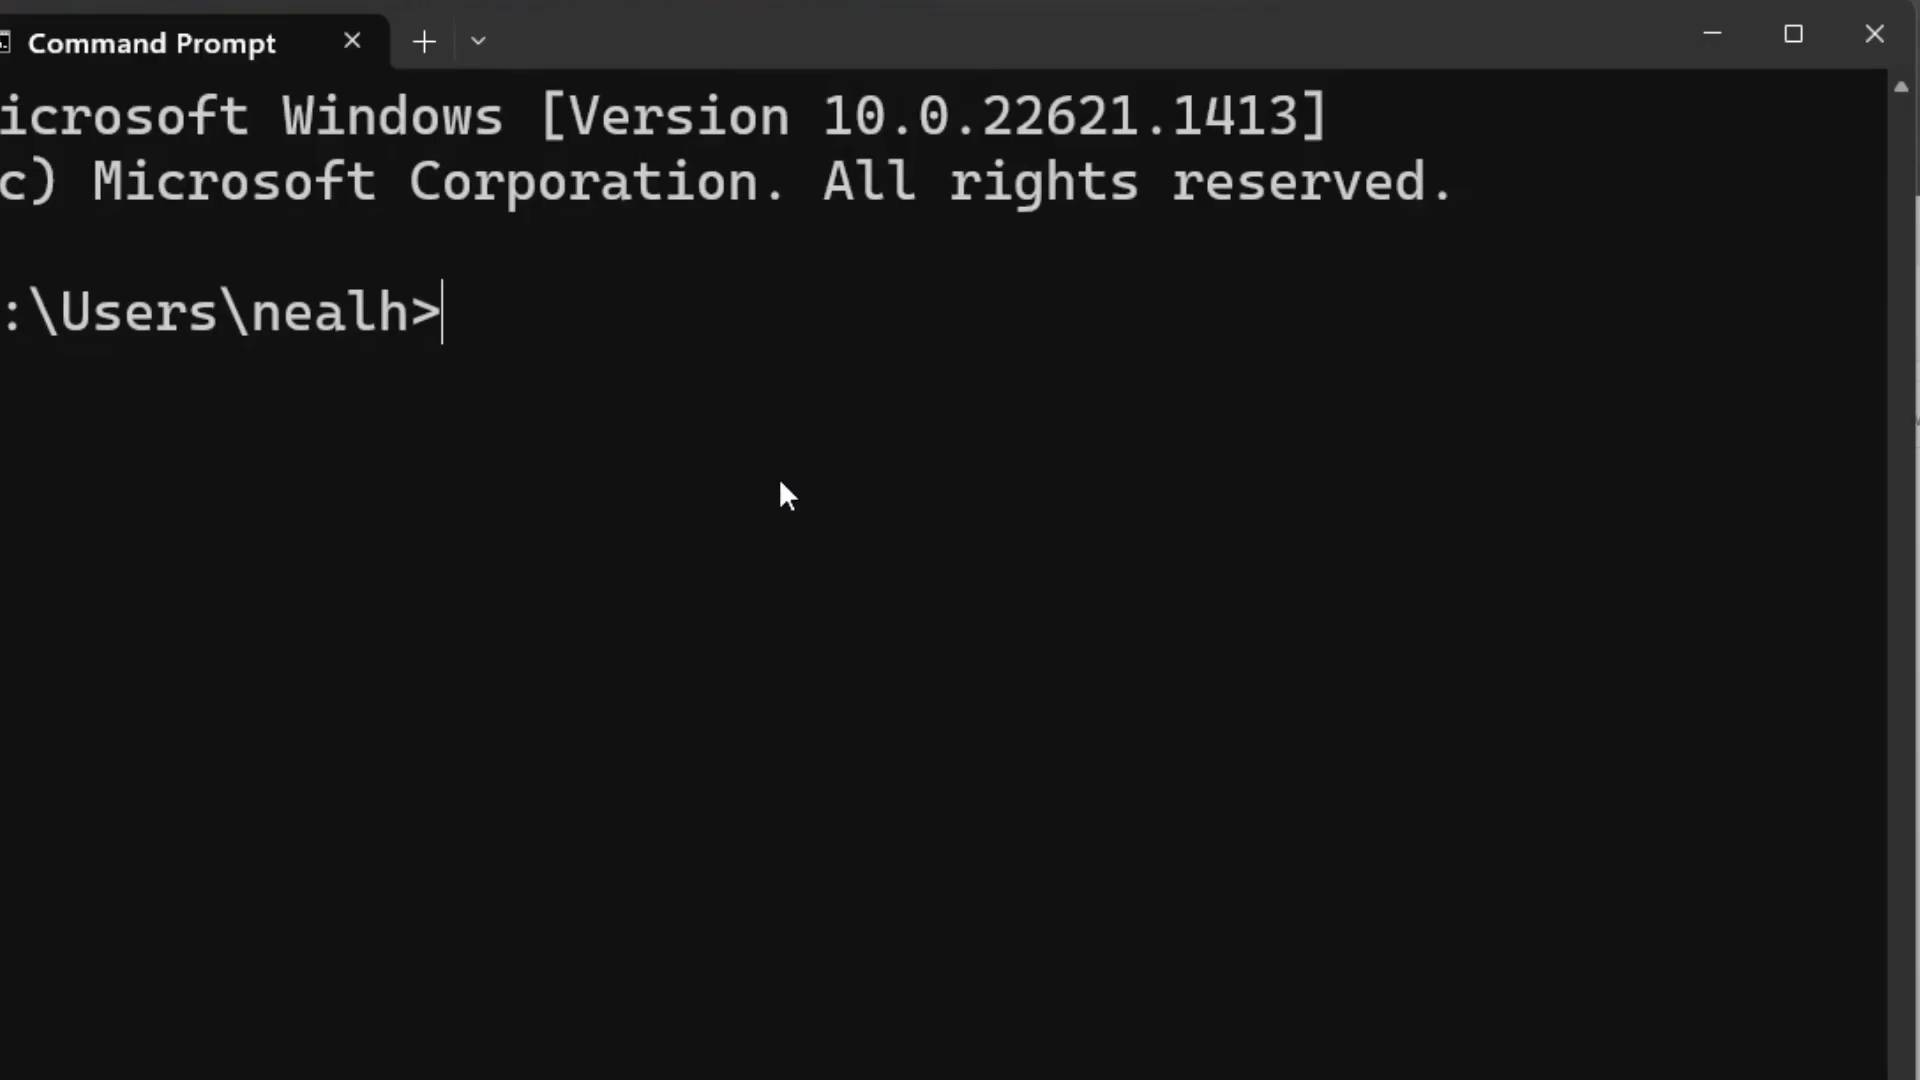 Command Prompt
icrosoft Windows [Version 10.0.22621.1413]
c) Microsoft Corporation. All rights reserved.
:\Users\nealh>